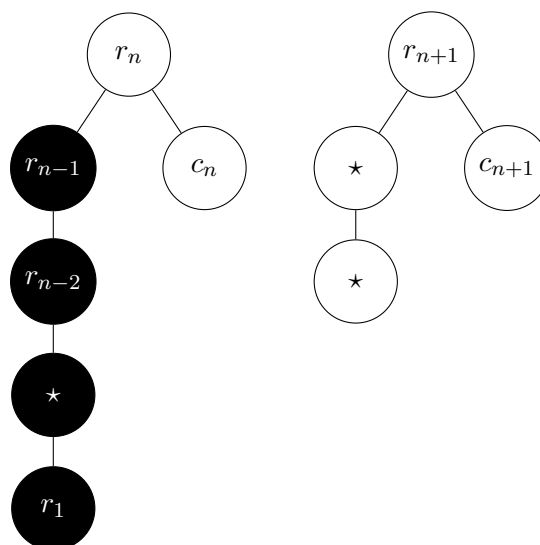 r_n r_{n+1}
r_{n−1} c_n ⋆ c_{n+1}
r_{n−2} ⋆
⋆
r_1